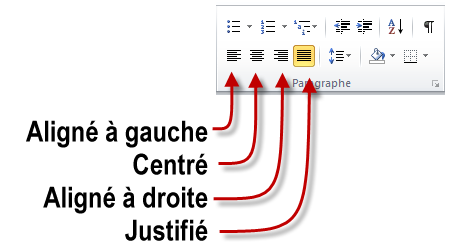 Paragraphe
Aligné à gauche
Centré
Aligné à droite
Justifié